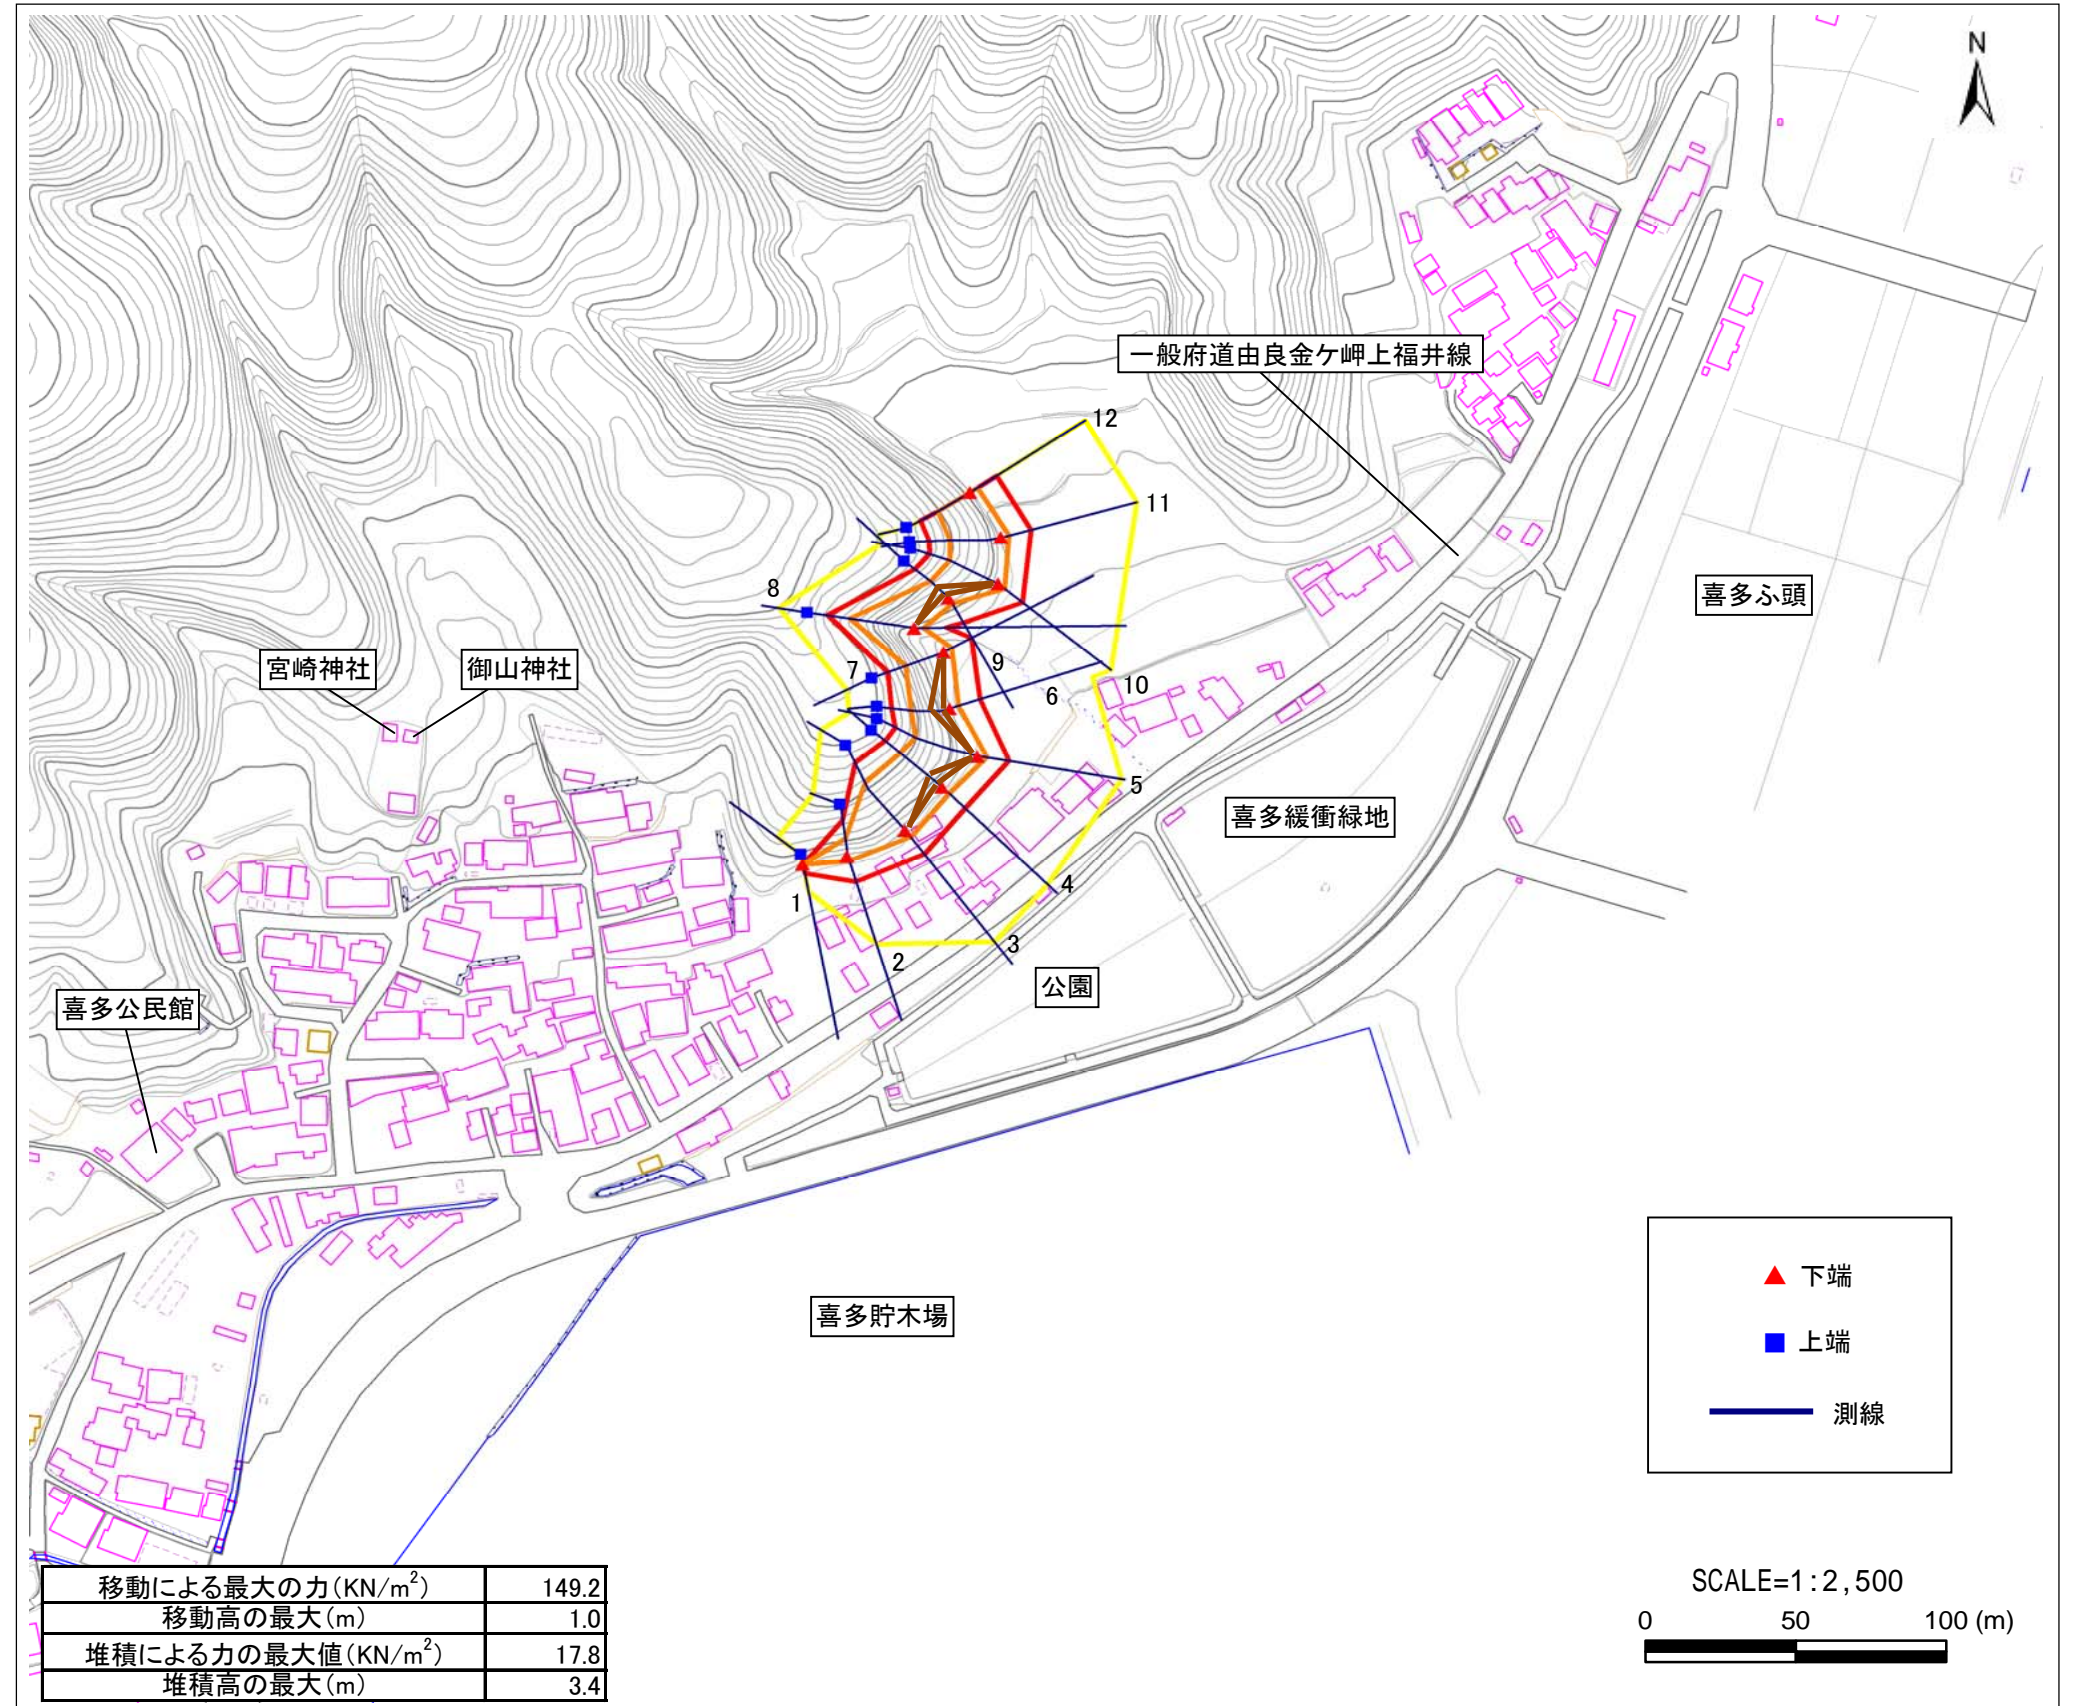 N
一般府道由良金ケ岬上福井線
12
11
8
喜多ふ頭
宮崎神社
御山神社
7
9
6
10
5
喜多緩衝緑地
4
1
3
2
公園
喜多公民館
喜多貯木場
下端
上端
測線
移動による最大の力(KN/m²) 149.2
移動高の最大(m) 1.0
堆積による力の最大値(KN/m²) 17.8
堆積高の最大(m) 3.4
SCALE=1:2,500
0 50 100 (m)